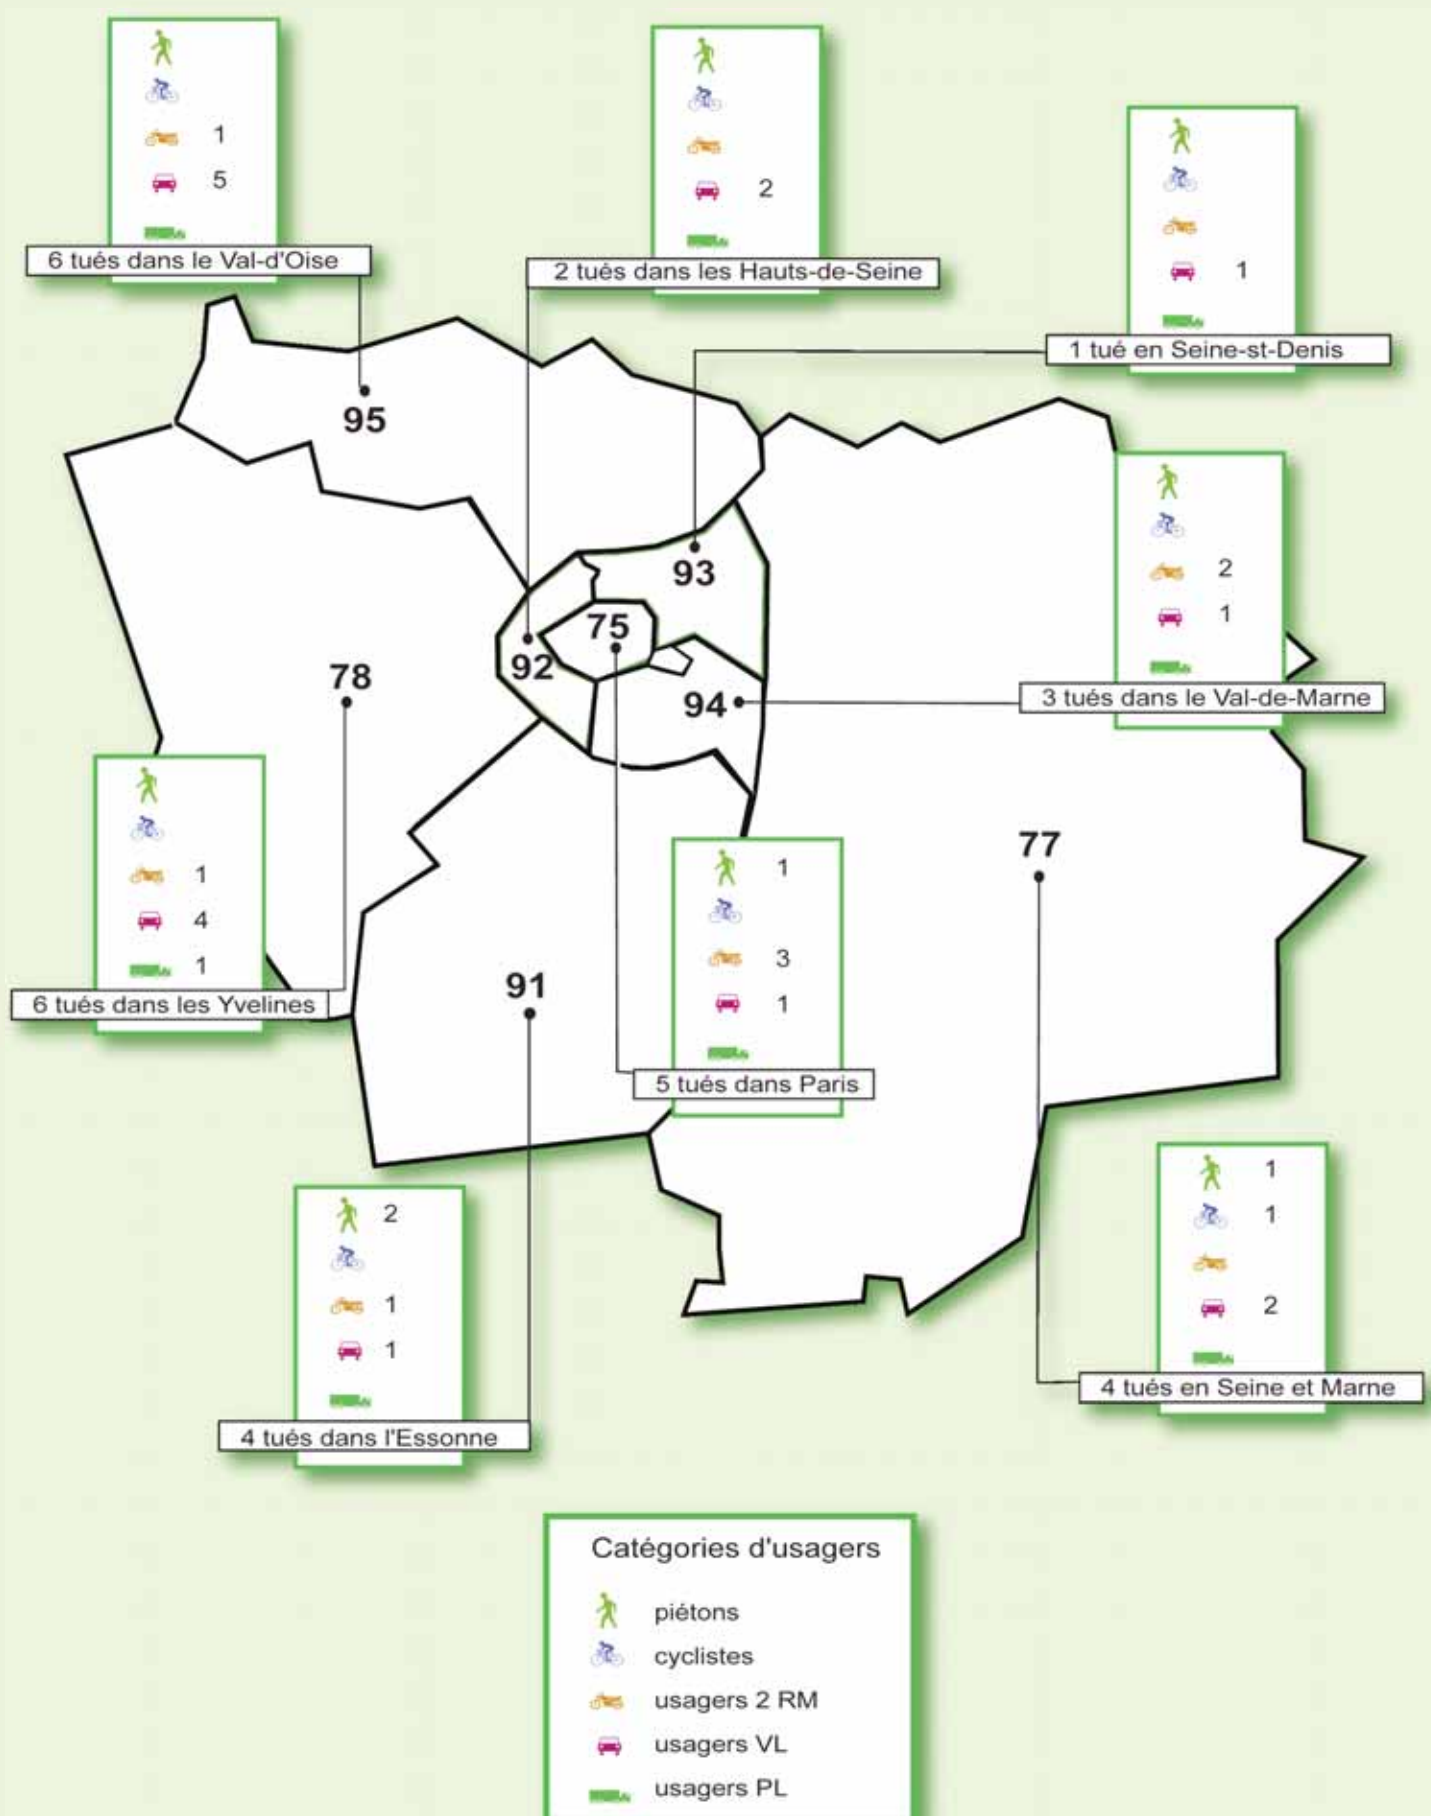 1
5
6 tués dans le Val-d'Oise
2
2 tués dans les Hauts-de-Seine
1
1 tué en Seine-st-Denis
95
93
75
92
78
94
2
1
3 tués dans le Val-de-Marne
77
1
4
1
6 tués dans les Yvelines
1
3
1
5 tués dans Paris
91
2
1
1
4 tués dans l'Essonne
1
1
2
4 tués en Seine et Marne
Catégories d'usagers
piétons
cyclistes
usagers 2 RM
usagers VL
usagers PL